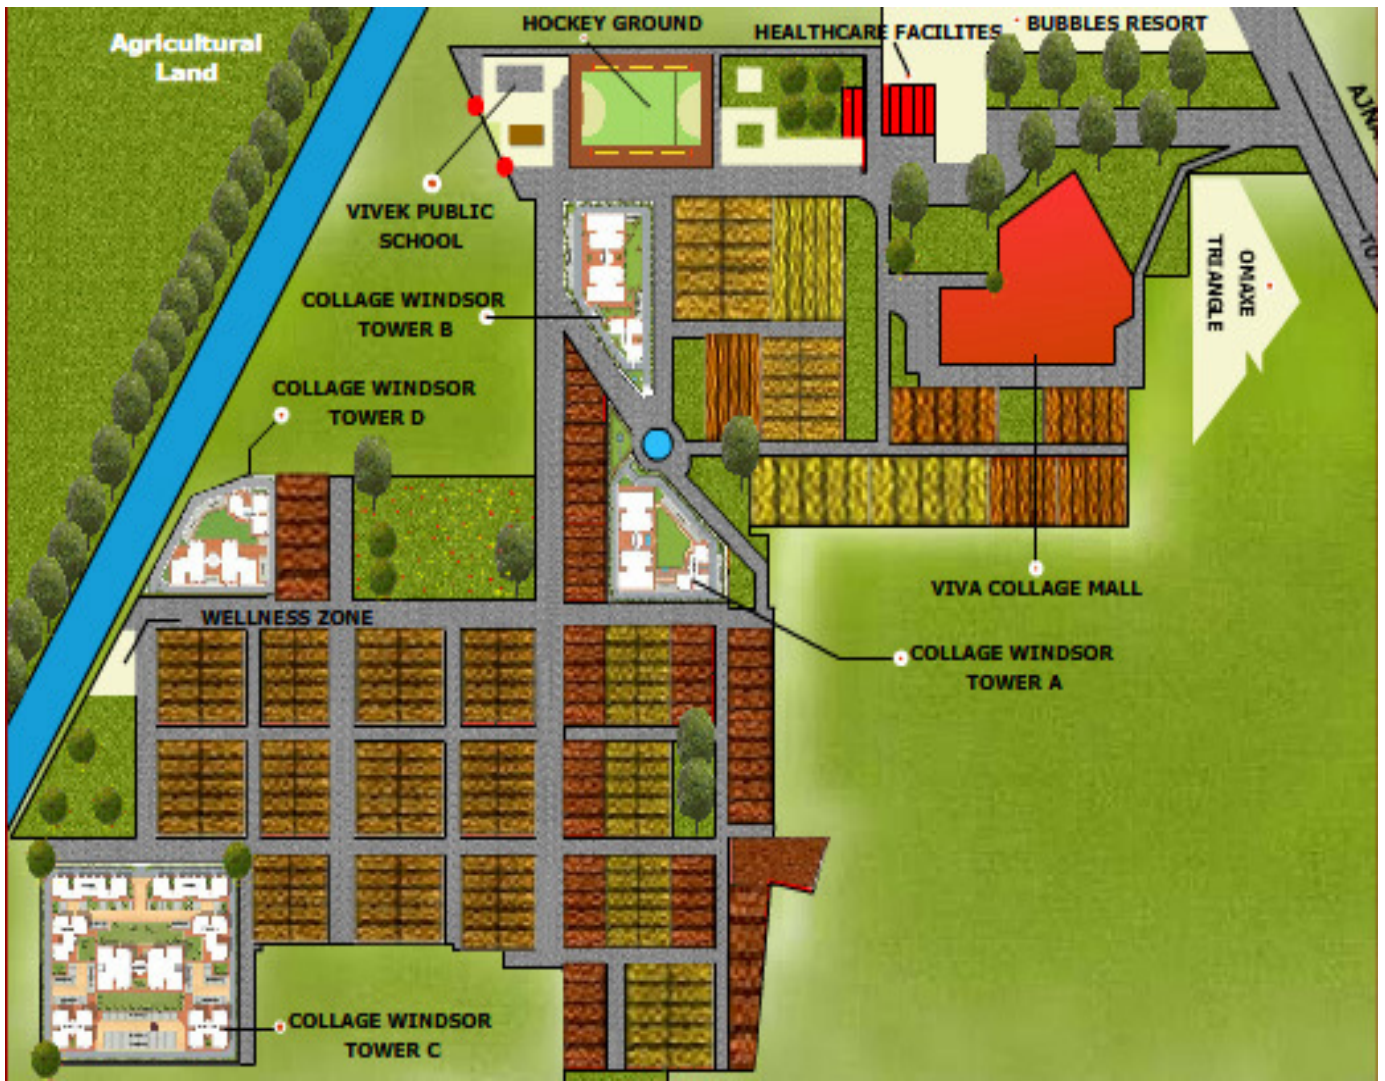 HOCKEY GROUND
HEALTHCARE FACILITES
BUBBLES RESORT
Agricultural
Land
VIVEK PUBLIC
SCHOOL
OMAXE
TRIANGLE
COLLAGE WINDSOR
TOWER B
COLLAGE WINDSOR
TOWER D
VIVA COLLAGE MALL
WELLNESS ZONE
COLLAGE WINDSOR
TOWER A
COLLAGE WINDSOR
TOWER C